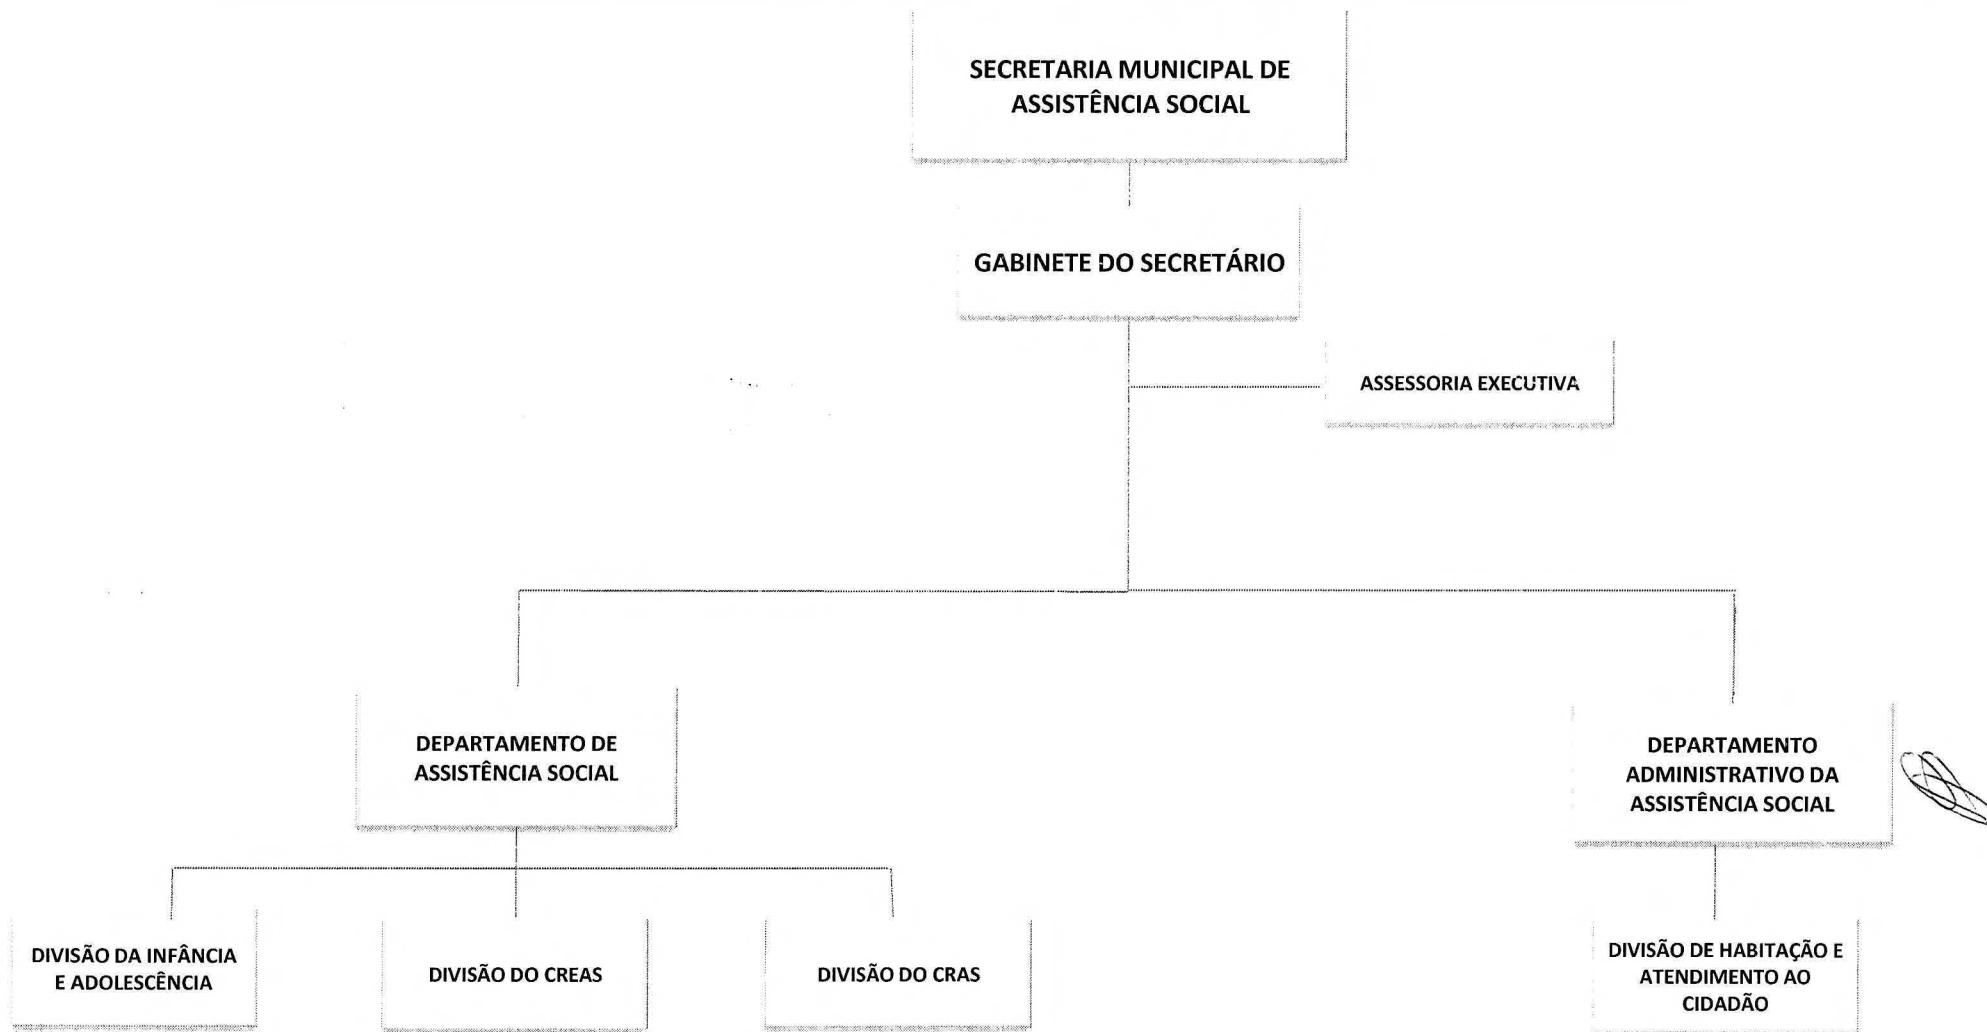 SECRETARIA MUNICIPAL DE
ASSISTÊNCIA SOCIAL
GABINETE DO SECRETÁRIO
ASSESSORIA EXECUTIVA
DEPARTAMENTO DE
ASSISTÊNCIA SOCIAL
DEPARTAMENTO
ADMINISTRATIVO DA
ASSISTÊNCIA SOCIAL
DIVISÃO DA INFÂNCIA
E ADOLESCÊNCIA
DIVISÃO DO CREAS
DIVISÃO DO CRAS
DIVISÃO DE HABITAÇÃO E
ATENDIMENTO AO
CIDADÃO